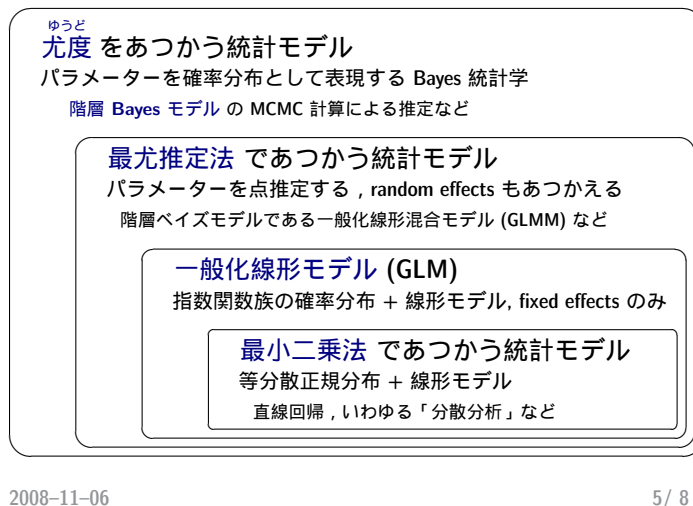 ゆうど
尤度 をあつかう統計モデル
パラメーターを確率分布として表現する Bayes 統計学
階層 Bayes モデル の MCMC 計算による推定など
最尤推定法 であつかう統計モデル
パラメーターを点推定する , random effects もあつかえる
階層ベイズモデルである一般化線形混合モデル (GLMM) など
一般化線形モデル (GLM)
指数関数族の確率分布 + 線形モデル, fixed effects のみ
最小二乗法 であつかう統計モデル
等分散正規分布 + 線形モデル
直線回帰 , いわゆる「分散分析」など
2008–11–06
5/ 8